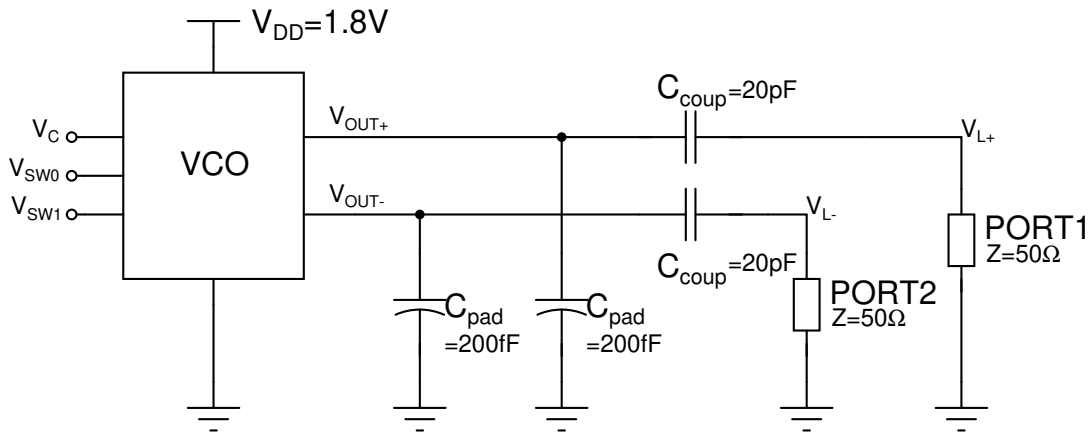 V_DD=1.8V
C_coup=20pF
V_C
V_OUT+
V_L+
VCO
V_SW0
V_SW1
V_OUT-
V_L-
PORT1
Z=50Ω
C_coup=20pF
PORT2
Z=50Ω
C_pad
=200fF
C_pad
=200fF